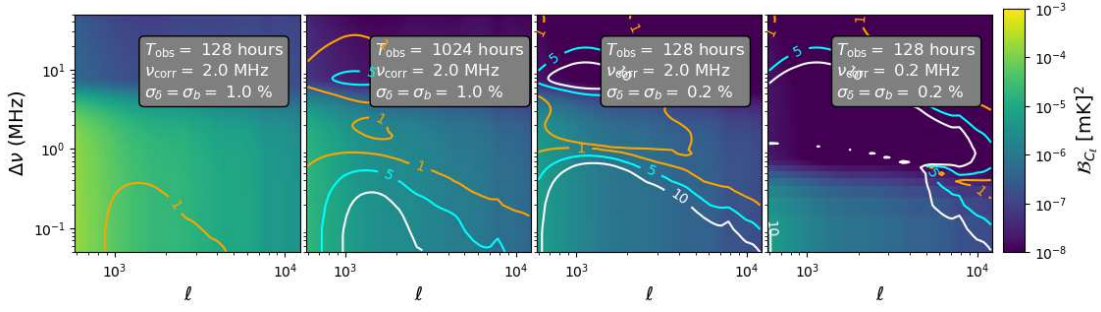 T_obs = 128 hours
ν_corr = 2.0 MHz
σ_δ = σ_b = 1.0 %
T_obs = 1024 hours
ν_corr = 2.0 MHz
σ_δ = σ_b = 1.0 %
T_obs = 128 hours
ν_corr = 2.0 MHz
σ_δ = σ_b = 0.2 %
T_obs = 128 hours
ν_corr = 0.2 MHz
σ_δ = σ_b = 0.2 %
Δν (MHz)
10¹
10⁰
10⁻¹
1
1
5
1
1
5
5
1
5
10
1
5
5
1
10
10³
10⁴
10³
10⁴
10³
10⁴
10³
10⁴
ℓ
ℓ
ℓ
ℓ
10⁻³
10⁻⁴
10⁻⁵
10⁻⁶
10⁻⁷
10⁻⁸
𝓑_{C_ℓ} [mK]²